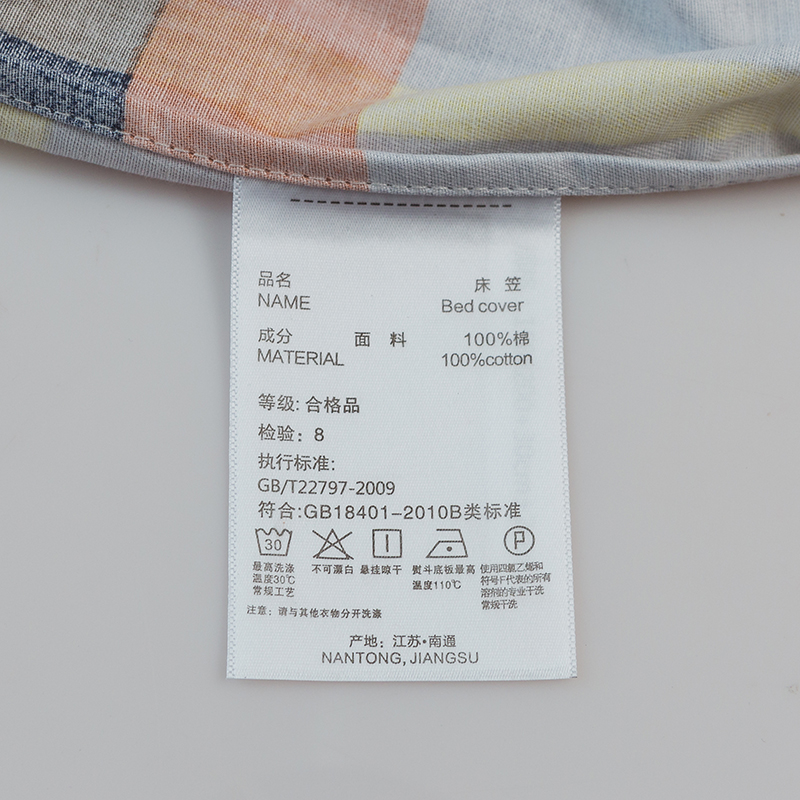 品名 床笠
NAME Bed cover
成分 面料 100%棉
MATERIAL 100%cotton
等级: 合格品
检验: 8
执行标准:
GB/T22797-2009
符合:GB18401-2010B类标准
30 P
最高洗涤 不可漂白 悬挂晾干 熨斗底板最高 使用四氯乙烯和
温度30℃ 温度110℃ 符号F代表的所有
常规工艺 溶剂的专业干洗
常规干洗
注意: 请与其他衣物分开洗涤
产地: 江苏·南通
NANTONG, JIANGSU